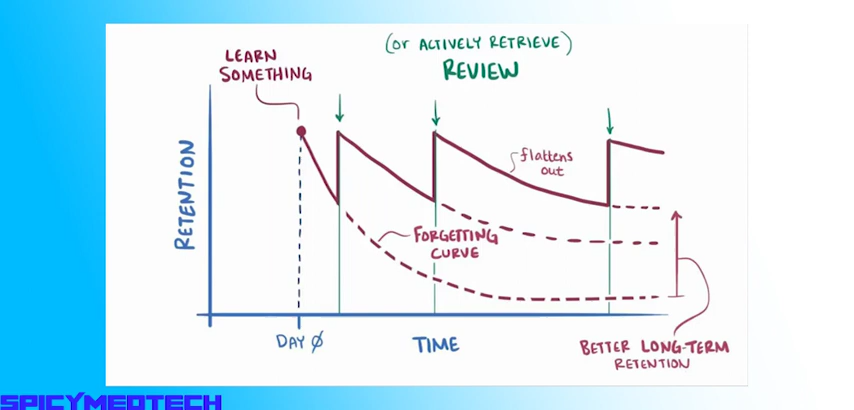 (or ACTIVELY RETRIEVE)
REVIEW
LEARN
SOMETHING
RETENTION
flattens
out
FORGETTING
CURVE
DAY Ø
TIME
BETTER LONG-TERM
RETENTION
SPICYMEDTECH